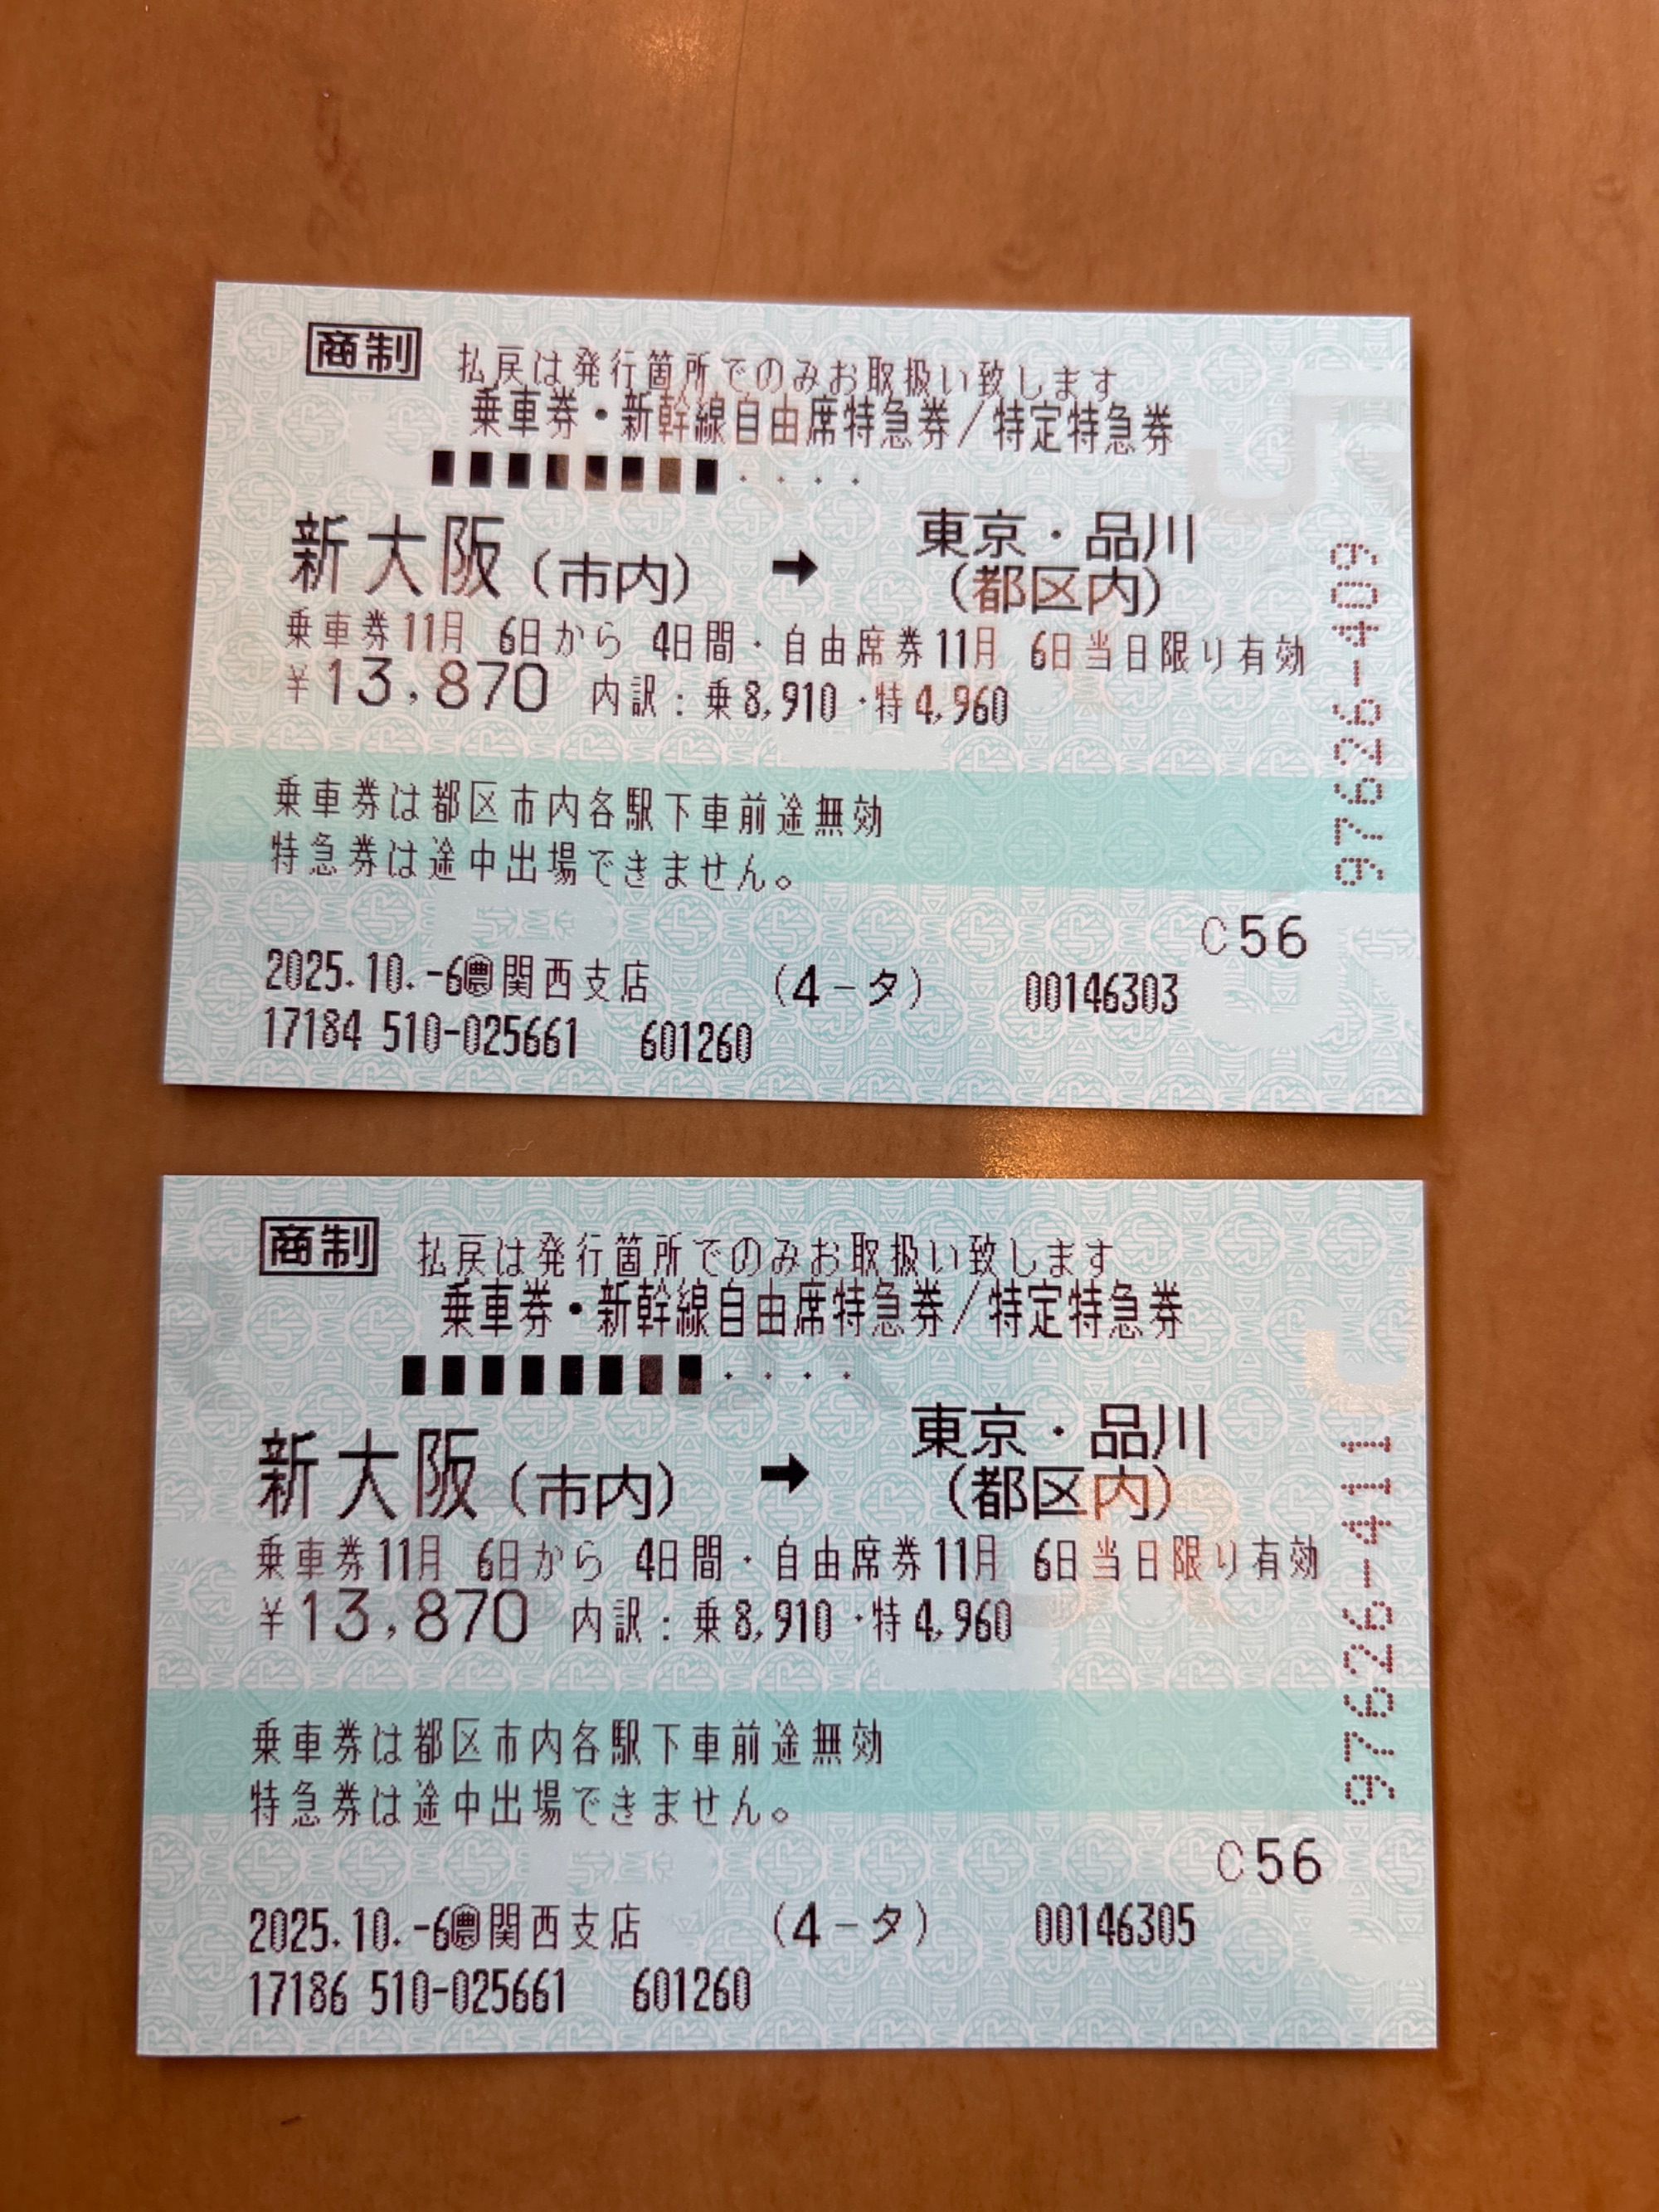 商制 払戻は発行箇所でのみお取扱い致します
乗車券・新幹線自由席特急券/特定特急券
■■■■■■■■····
新大阪(市内) → 東京・品川
(都区内)
乗車券11月 6日から 4日間・自由席券11月 6日当日限り有効
¥13,870 内訳:乗8,910・特4,960
乗車券は都区市内各駅下車前途無効
特急券は途中出場できません。
C56
2025.10.-6㊩関西支店 (4-タ) 00146303
17184 510-025661 601260
97626-409
商制 払戻は発行箇所でのみお取扱い致します
乗車券・新幹線自由席特急券/特定特急券
■■■■■■■■····
新大阪(市内) → 東京・品川
(都区内)
乗車券11月 6日から 4日間・自由席券11月 6日当日限り有効
¥13,870 内訳:乗8,910・特4,960
乗車券は都区市内各駅下車前途無効
特急券は途中出場できません。
C56
2025.10.-6農関西支店 (4-タ) 00146305
17186 510-025661 601260
97626-411